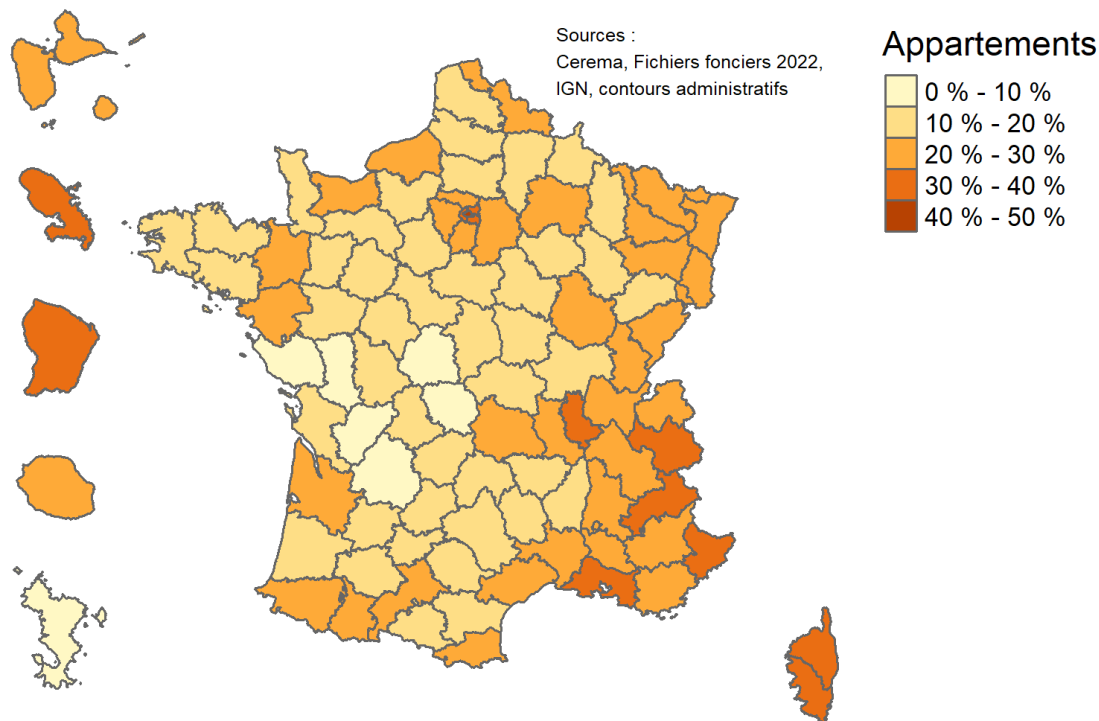 Sources :
Cerema, Fichiers fonciers 2022,
IGN, contours administratifs
Appartements
0 % - 10 %
10 % - 20 %
20 % - 30 %
30 % - 40 %
40 % - 50 %